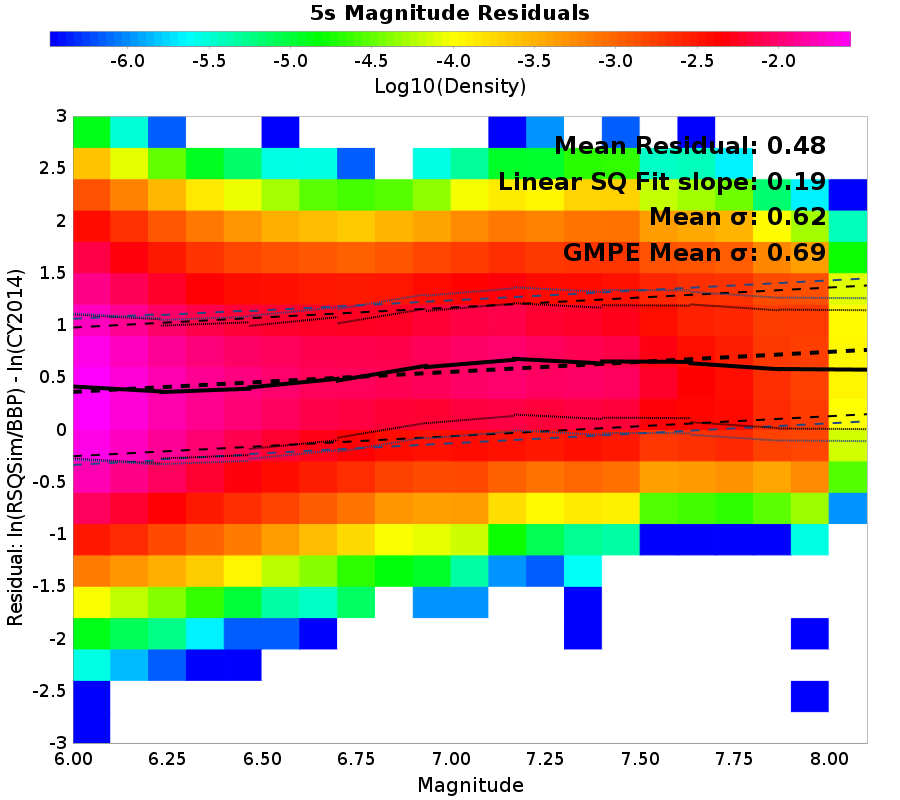 5s Magnitude Residuals
-6.0 -5.5 -5.0 -4.5 -4.0 -3.5 -3.0 -2.5 -2.0
Log10(Density)
Mean Residual: 0.48
Linear SQ Fit slope: 0.19
Mean σ: 0.62
GMPE Mean σ: 0.69
Residual: ln(RSQSim/BBP) - ln(CY2014)
3
2.5
2
1.5
1
0.5
0
-0.5
-1
-1.5
-2
-2.5
-3
6.00 6.25 6.50 6.75 7.00 7.25 7.50 7.75 8.00
Magnitude